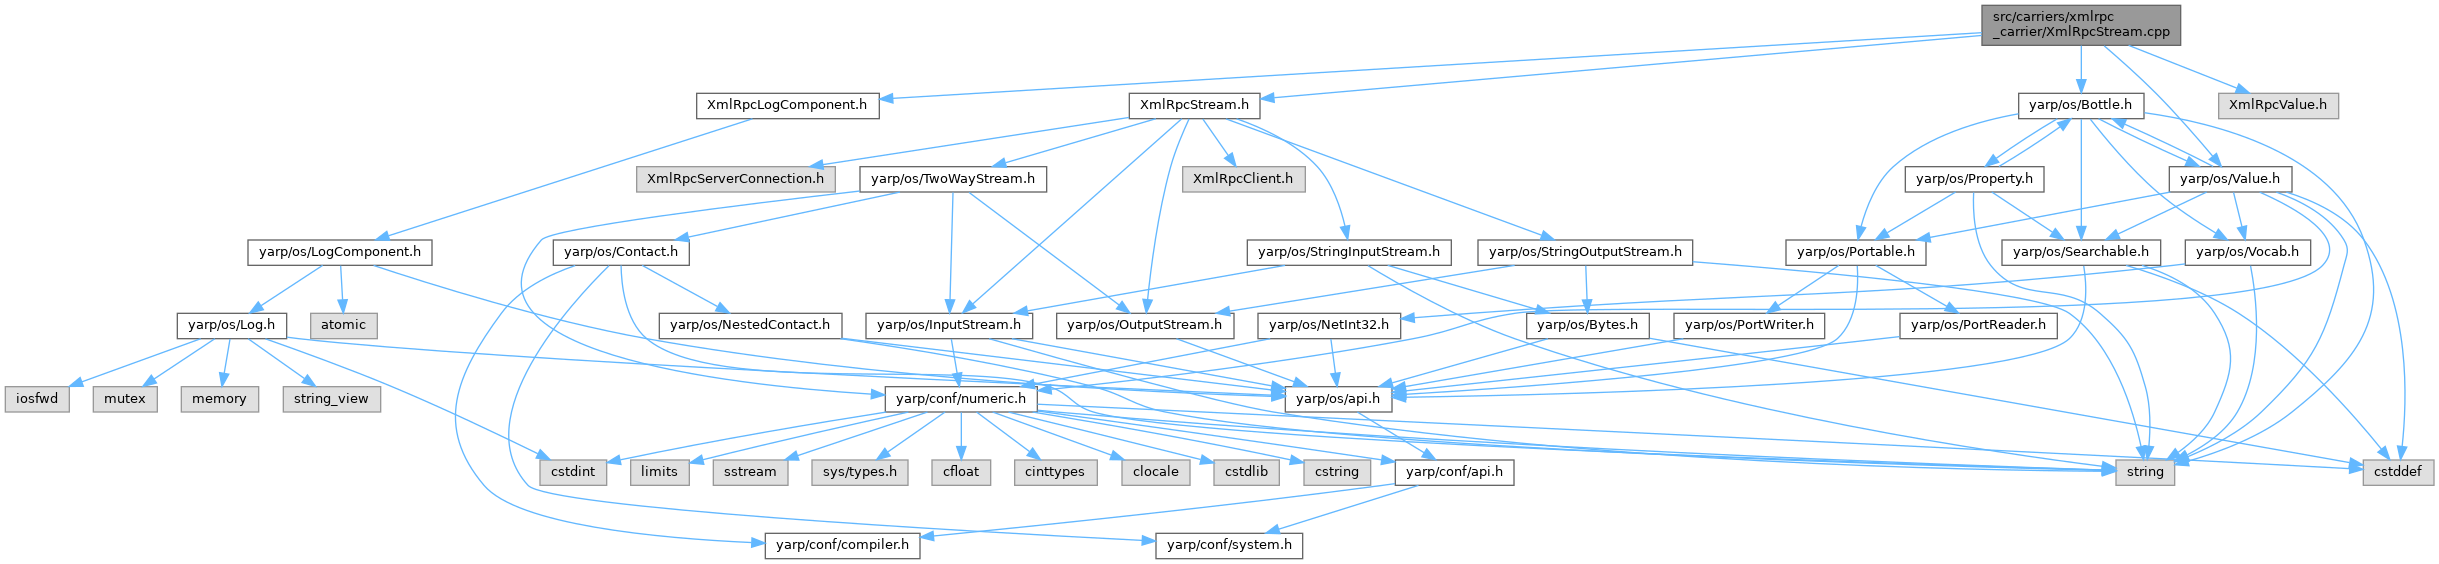 src/carriers/xmlrpc
_carrier/XmlRpcStream.cpp
XmlRpcLogComponent.h
XmlRpcStream.h
yarp/os/Bottle.h
XmlRpcValue.h
XmlRpcServerConnection.h
yarp/os/TwoWayStream.h
XmlRpcClient.h
yarp/os/Property.h
yarp/os/Value.h
yarp/os/LogComponent.h
yarp/os/Contact.h
yarp/os/StringInputStream.h
yarp/os/StringOutputStream.h
yarp/os/Portable.h
yarp/os/Searchable.h
yarp/os/Vocab.h
yarp/os/Log.h
atomic
yarp/os/NestedContact.h
yarp/os/InputStream.h
yarp/os/OutputStream.h
yarp/os/NetInt32.h
yarp/os/Bytes.h
yarp/os/PortWriter.h
yarp/os/PortReader.h
iosfwd
mutex
memory
string_view
yarp/conf/numeric.h
yarp/os/api.h
cstdint
limits
sstream
sys/types.h
cfloat
cinttypes
clocale
cstdlib
cstring
yarp/conf/api.h
string
cstddef
yarp/conf/compiler.h
yarp/conf/system.h